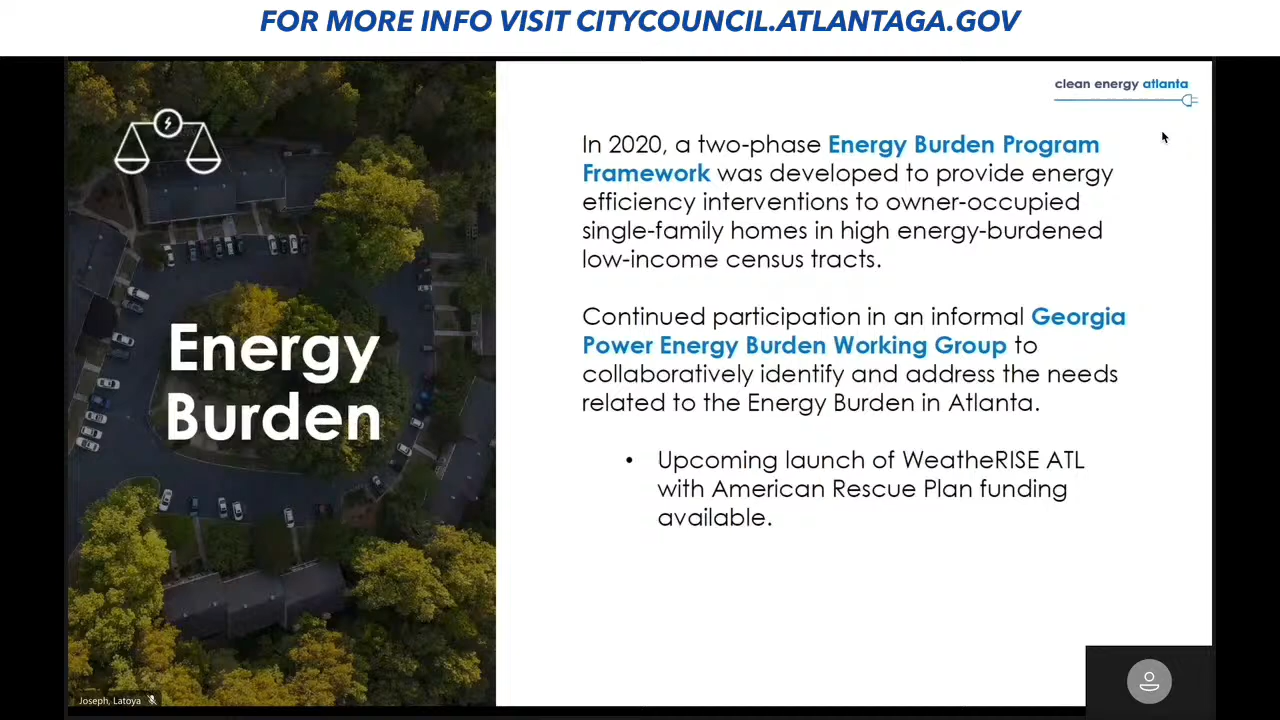 FOR MORE INFO VISIT CITYCOUNCIL.ATLANTAGA.GOV
clean energy atlanta
Energy
Burden
In 2020, a two-phase Energy Burden Program
Framework was developed to provide energy
efficiency interventions to owner-occupied
single-family homes in high energy-burdened
low-income census tracts.
Continued participation in an informal Georgia
Power Energy Burden Working Group to
collaboratively identify and address the needs
related to the Energy Burden in Atlanta.
• Upcoming launch of WeatheRISE ATL
with American Rescue Plan funding
available.
Joseph, Latoya